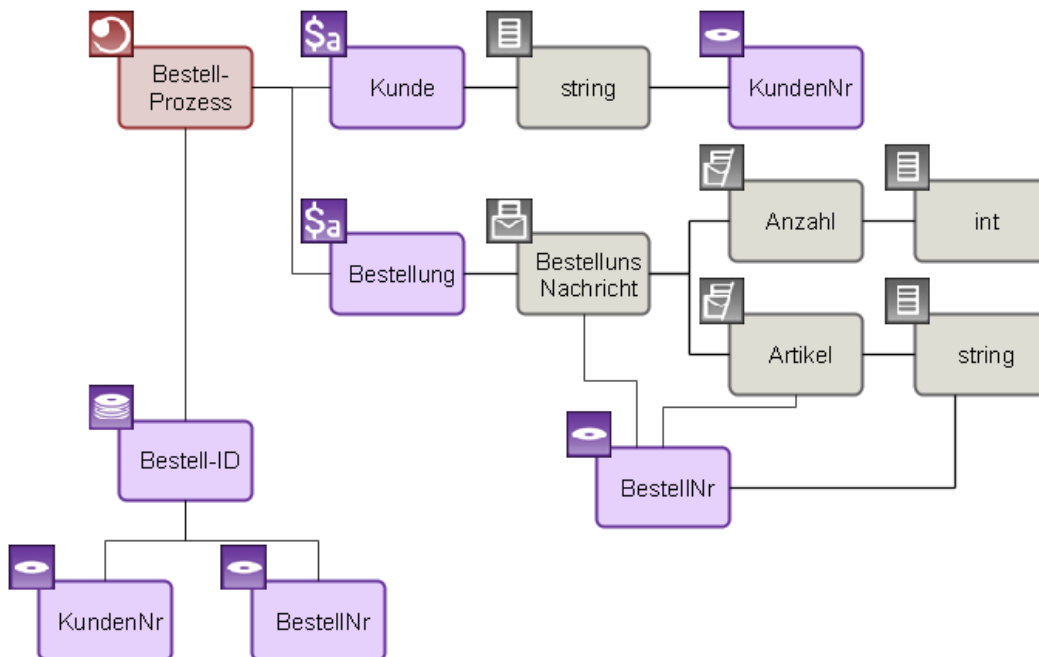 $a
$a
Bestell-
Prozess
Kunde
string
KundenNr
Anzahl
int
$a
Bestellung
Bestelluns
Nachricht
Artikel
string
Bestell-ID
BestellNr
KundenNr
BestellNr